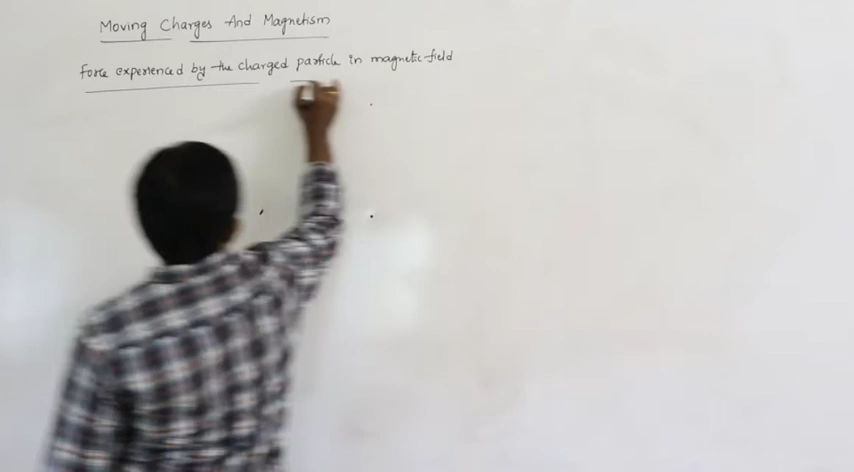 Moving Charges And Magnetism
Force experienced by the charged particle in magnetic field